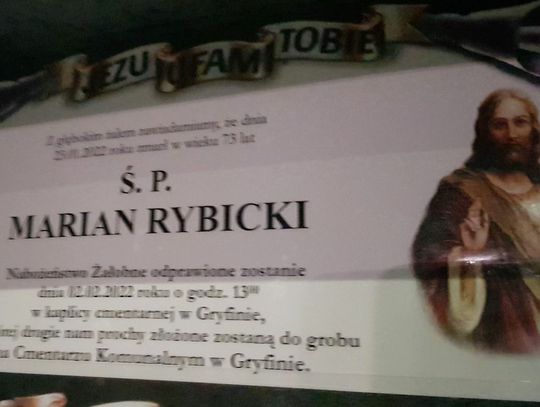 JEZU UFAM TOBIE
Z głębokim żalem zawiadamiamy, że dnia
29.01.2022 roku zmarł w wieku 73 lat
Ś. P.
MARIAN RYBICKI
Nabożeństwo Żałobne odprawione zostanie
dnia 02.02.2022 roku o godz. 13⁰⁰
w kaplicy cmentarnej w Gryfinie,
drogie nam prochy złożone zostaną do grobu
na Cmentarzu Komunalnym w Gryfinie.